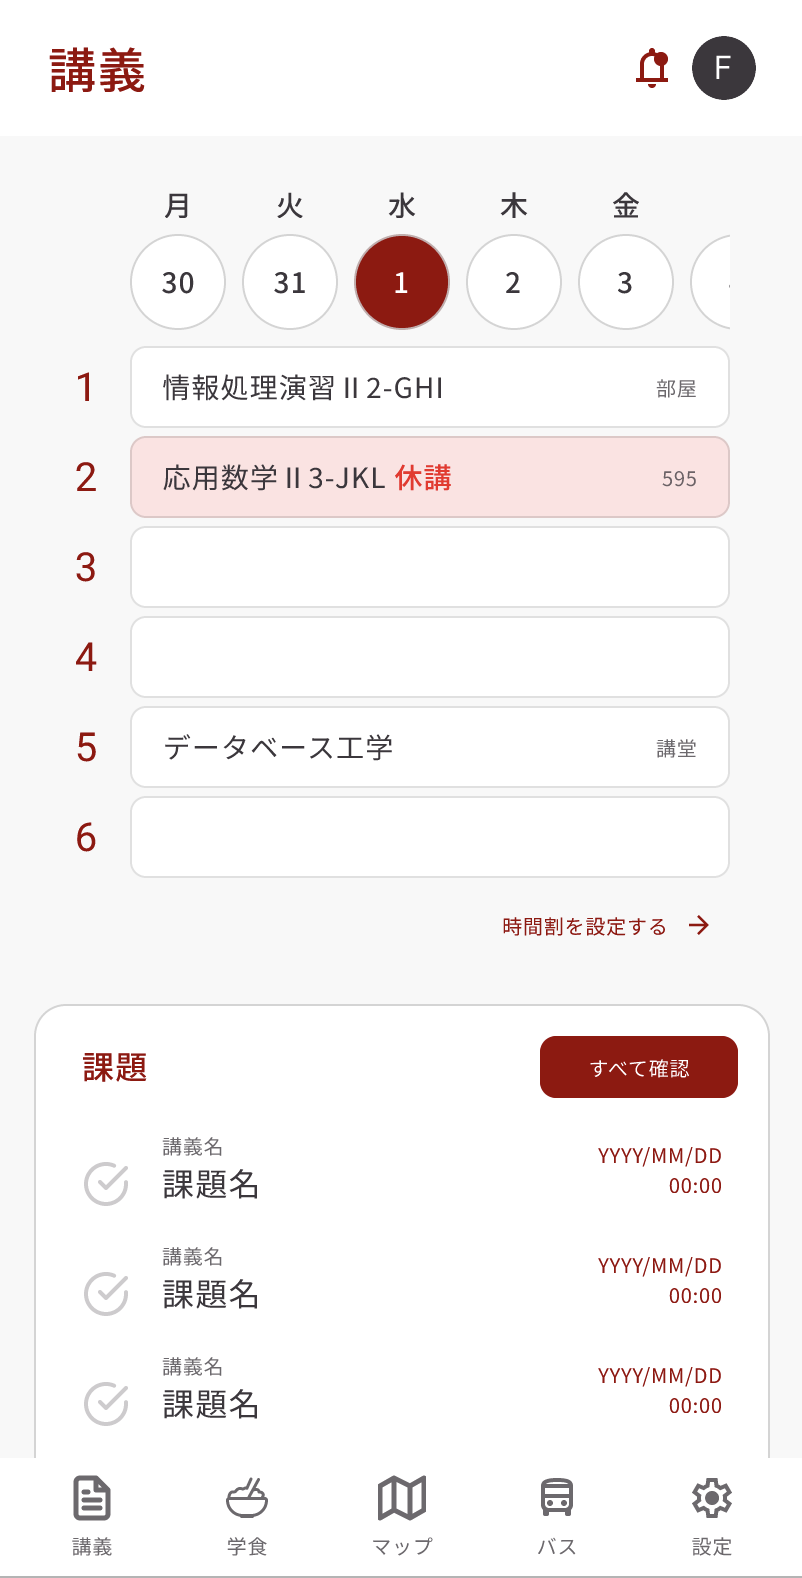 講義
F
月 火 水 木 金
30 31 1 2 3
1 情報処理演習 II 2-GHI 部屋
2 応用数学 II 3-JKL 休講 595
3
4
5 データベース工学 講堂
6
時間割を設定する →
課題 すべて確認
講義名
課題名
YYYY/MM/DD
00:00
講義名
課題名
YYYY/MM/DD
00:00
講義名
課題名
YYYY/MM/DD
00:00
講義 学食 マップ バス 設定